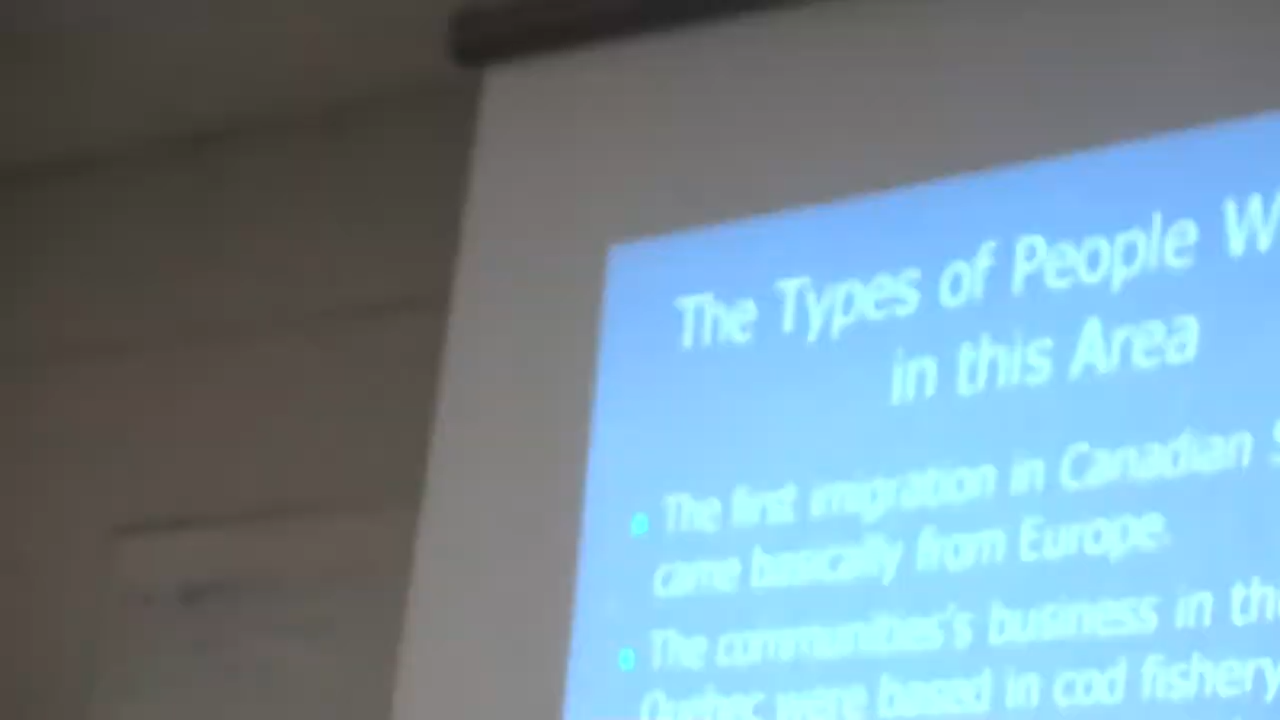 The Types of People W
in this Area
The first imigration in Canadian S
came basically from Europe.
The communities's business in th
Quebec were based in cod fishery